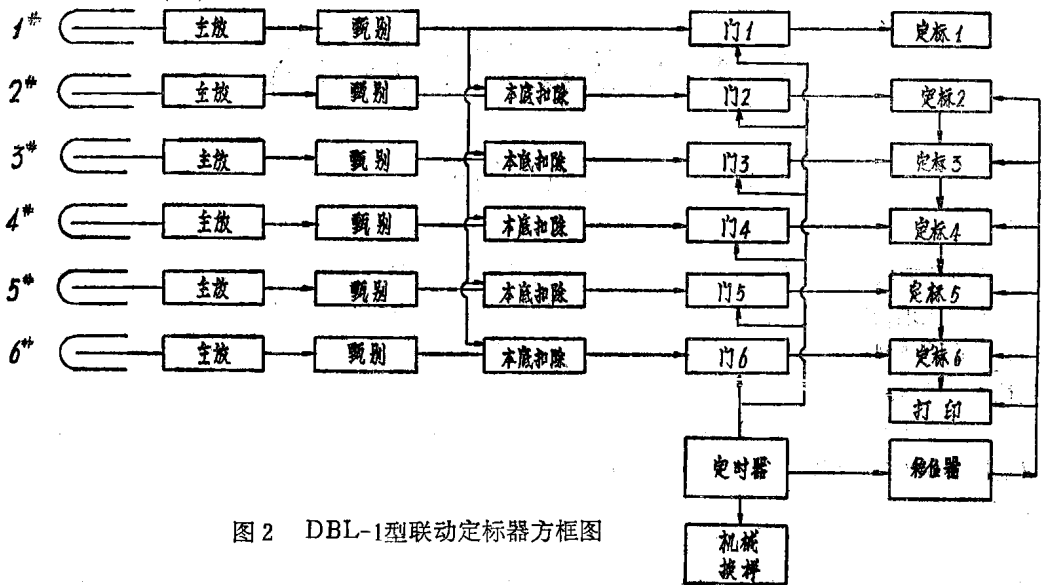 1# 主放 甄别 门1 定标1
2# 主放 甄别 本底扣除 门2 定标2
3# 主放 甄别 本底扣除 门3 定标3
4# 主放 甄别 本底扣除 门4 定标4
5# 主放 甄别 本底扣除 门5 定标5
6# 主放 甄别 本底扣除 门6 定标6
打印
定时器 移位器
机械
换样
图2 DBL-1型联动定标器方框图